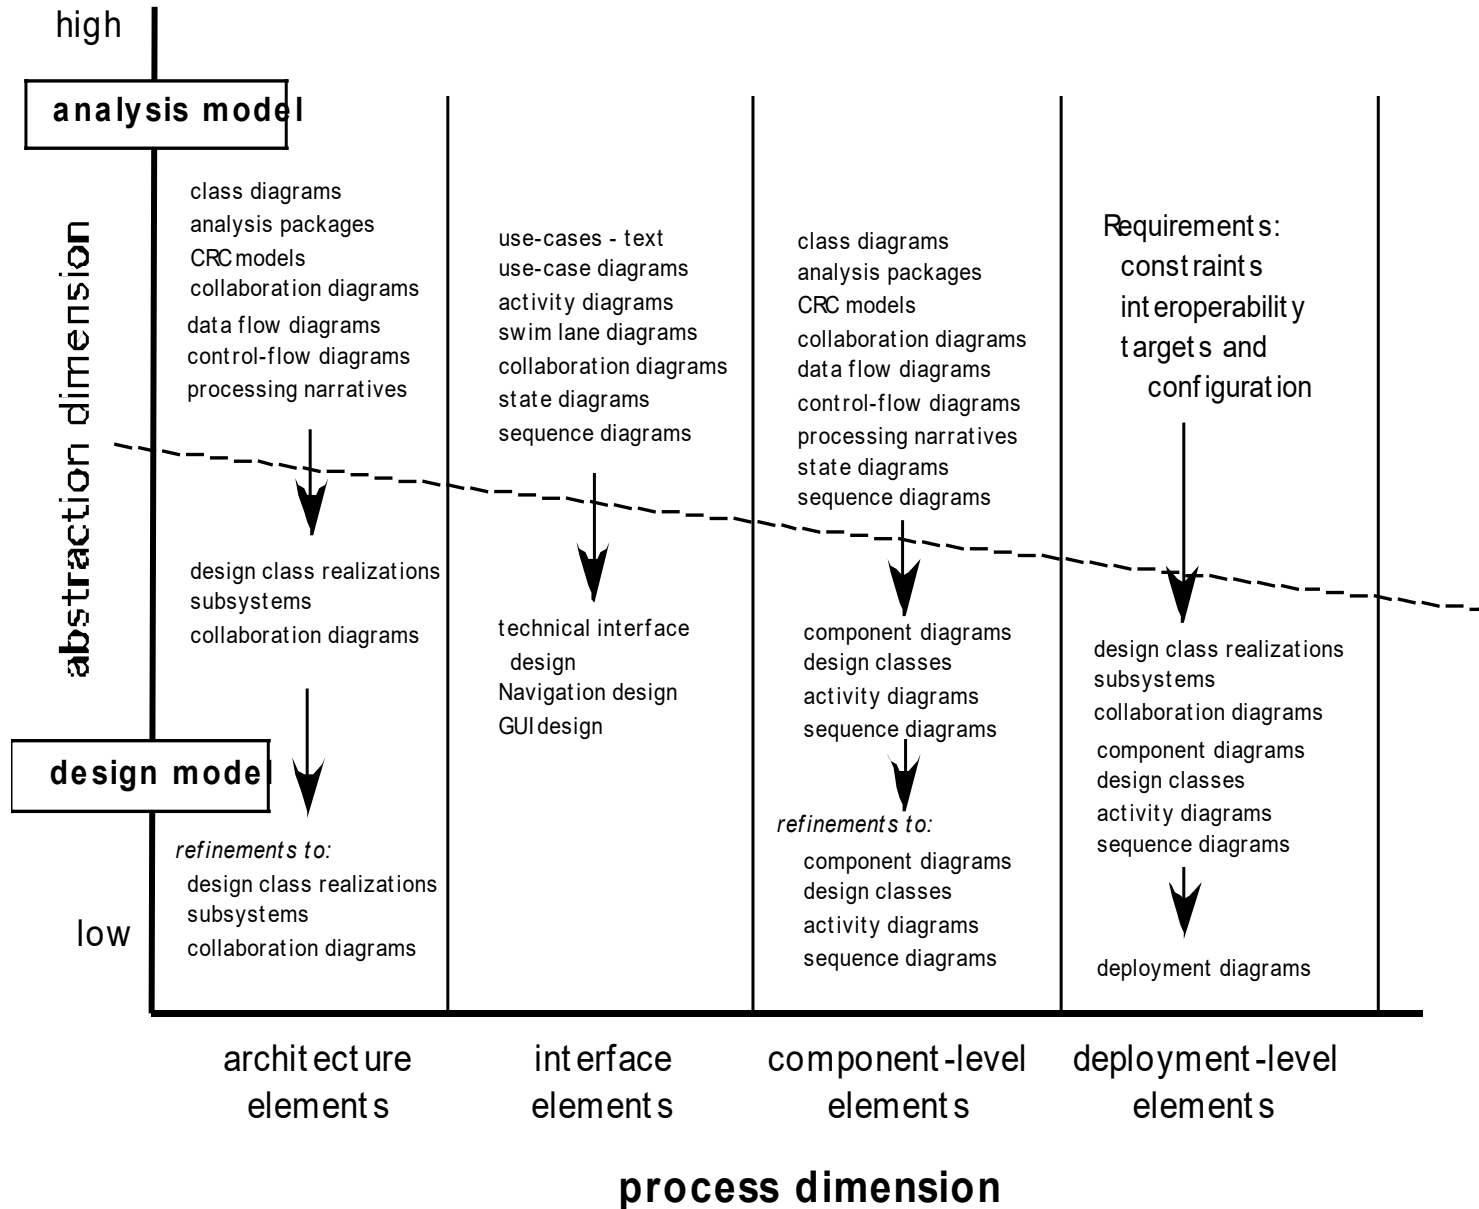 high
analysis model
abstraction dimension
class diagrams
analysis packages
CRC models
collaboration diagrams
data flow diagrams
control-flow diagrams
processing narratives
design class realizations
subsystems
collaboration diagrams
design model
refinements to:
design class realizations
subsystems
collaboration diagrams
low
use-cases - text
use-case diagrams
activity diagrams
swim lane diagrams
collaboration diagrams
state diagrams
sequence diagrams
technical interface
design
Navigation design
GUI design
class diagrams
analysis packages
CRC models
collaboration diagrams
data flow diagrams
control-flow diagrams
processing narratives
state diagrams
sequence diagrams
component diagrams
design classes
activity diagrams
sequence diagrams
refinements to:
component diagrams
design classes
activity diagrams
sequence diagrams
Requirements:
constraints
interoperability
targets and
configuration
design class realizations
subsystems
collaboration diagrams
component diagrams
design classes
activity diagrams
sequence diagrams
deployment diagrams
architecture
elements
interface
elements
component-level
elements
deployment-level
elements
process dimension